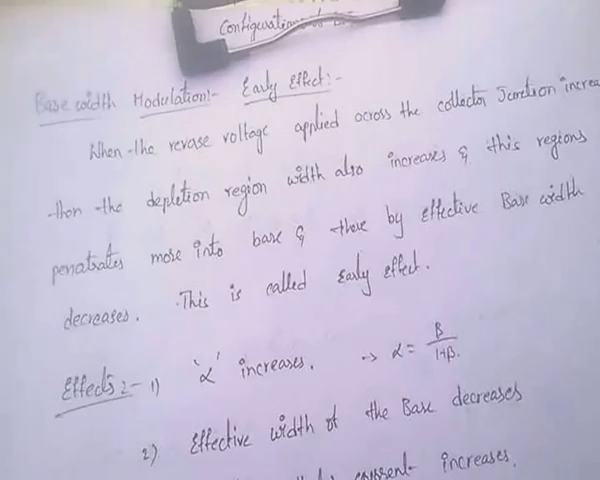 Configuration
Base width Modulation:- Early Effect:-
When the revase voltage applied across the collector Junction increa
then the depletion region width also increases & this regions
penatrates more into base & there by effective Base width
decreases. This is called Early effect.
Effects:- 1) 'α' increases. → α = β/1+β.
2) Effective width of the Base decreases
current increases.